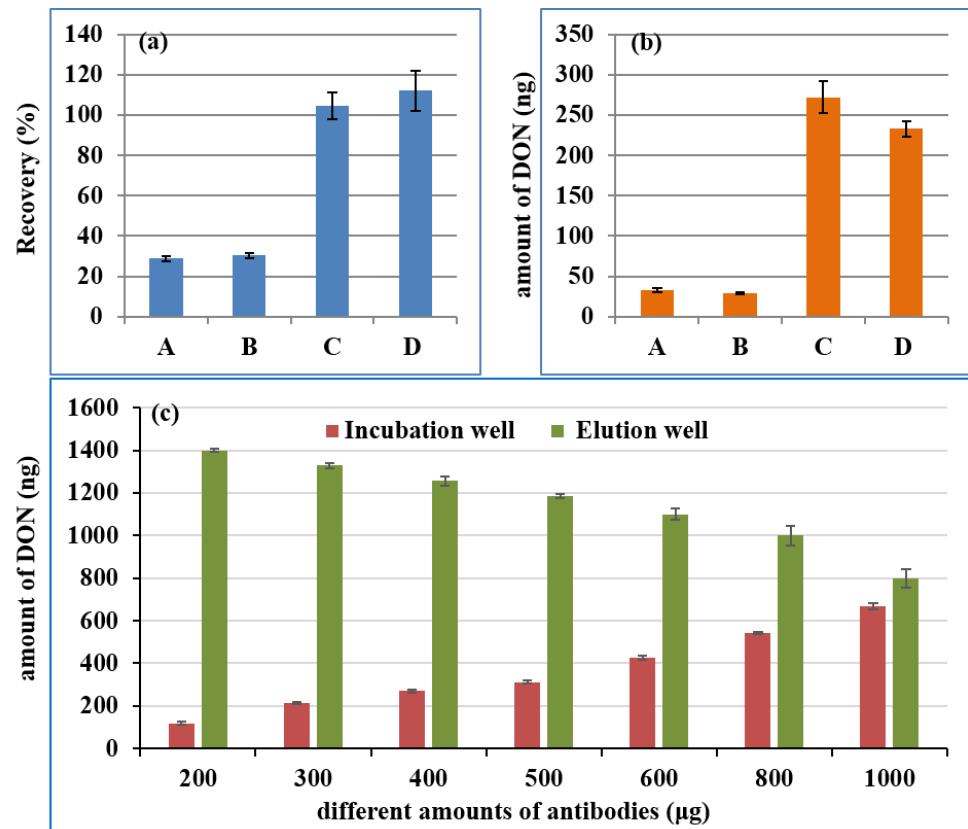 (a)
Recovery (%)
140
120
100
80
60
40
20
0
A B C D
(b)
amount of DON (ng)
350
300
250
200
150
100
50
0
A B C D
(c)
Incubation well Elution well
amount of DON (ng)
1600
1400
1200
1000
800
600
400
200
0
200 300 400 500 600 800 1000
different amounts of antibodies (µg)